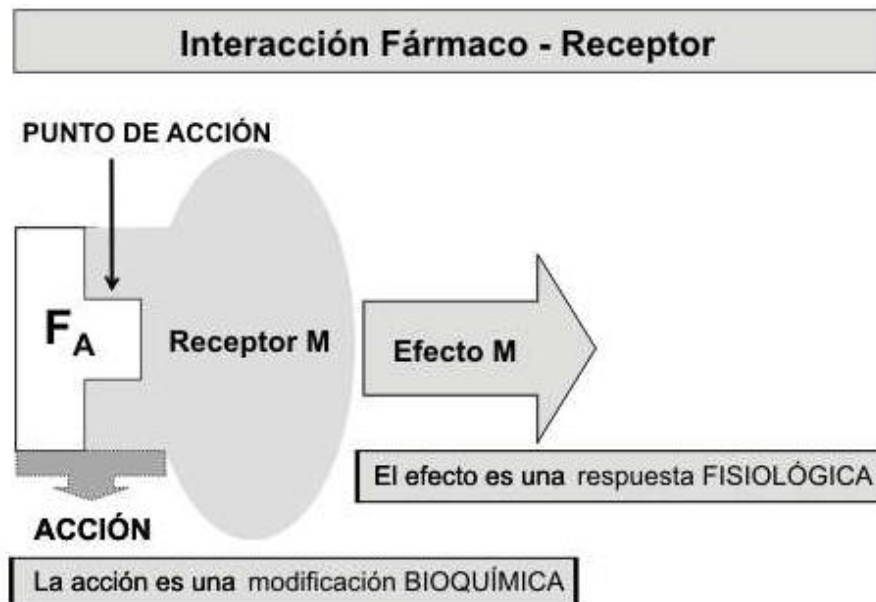 Interacción Fármaco - Receptor
PUNTO DE ACCIÓN
FA
Receptor M
Efecto M
El efecto es una respuesta FISIOLÓGICA
ACCIÓN
La acción es una modificación BIOQUÍMICA